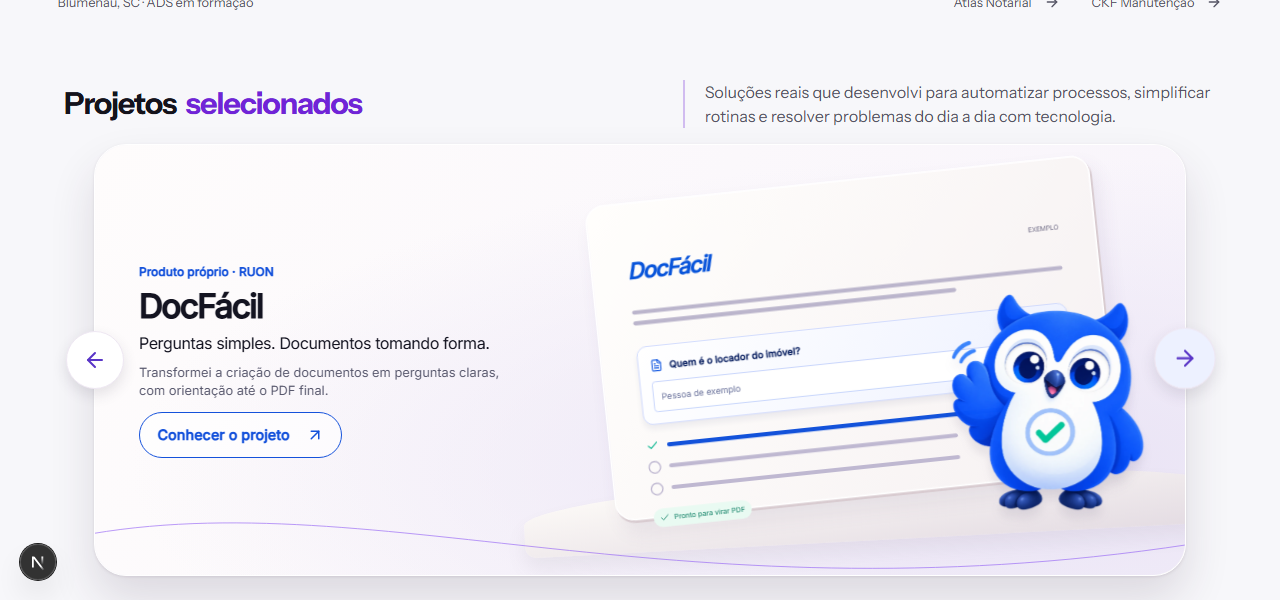 Blumenau, SC · ADS em formação
Atlas Notarial →
CKF Manutenção →
Projetos selecionados
Soluções reais que desenvolvi para automatizar processos, simplificar
rotinas e resolver problemas do dia a dia com tecnologia.
Produto próprio · RUON
DocFácil
Perguntas simples. Documentos tomando forma.
Transformei a criação de documentos em perguntas claras,
com orientação até o PDF final.
Conhecer o projeto
EXEMPLO
DocFácil
Quem é o locador do imóvel?
Pessoa de exemplo
Pronto para virar PDF
N